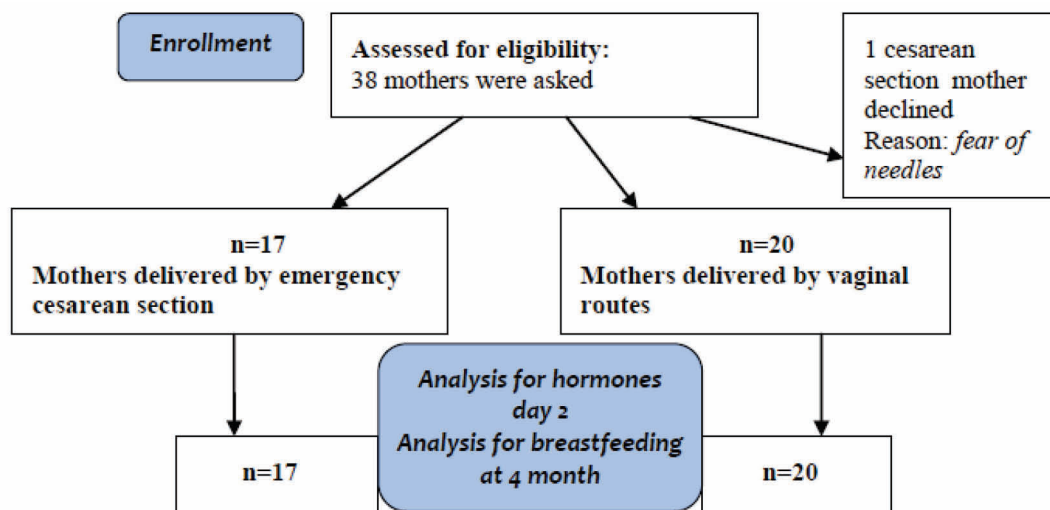 Enrollment
Assessed for eligibility:
38 mothers were asked
1 cesarean
section mother
declined
Reason: fear of
needles
n=17
Mothers delivered by emergency
cesarean section
n=20
Mothers delivered by vaginal
routes
Analysis for hormones
day 2
Analysis for breastfeeding
at 4 month
n=17
n=20